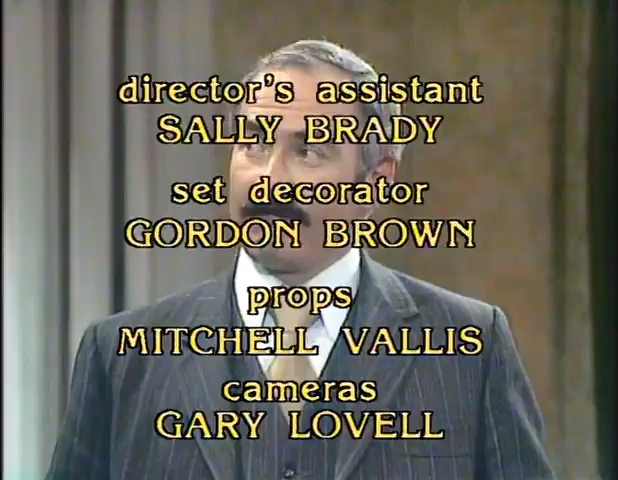 director's assistant
SALLY BRADY
set decorator
GORDON BROWN
props
MITCHELL VALLIS
cameras
GARY LOVELL